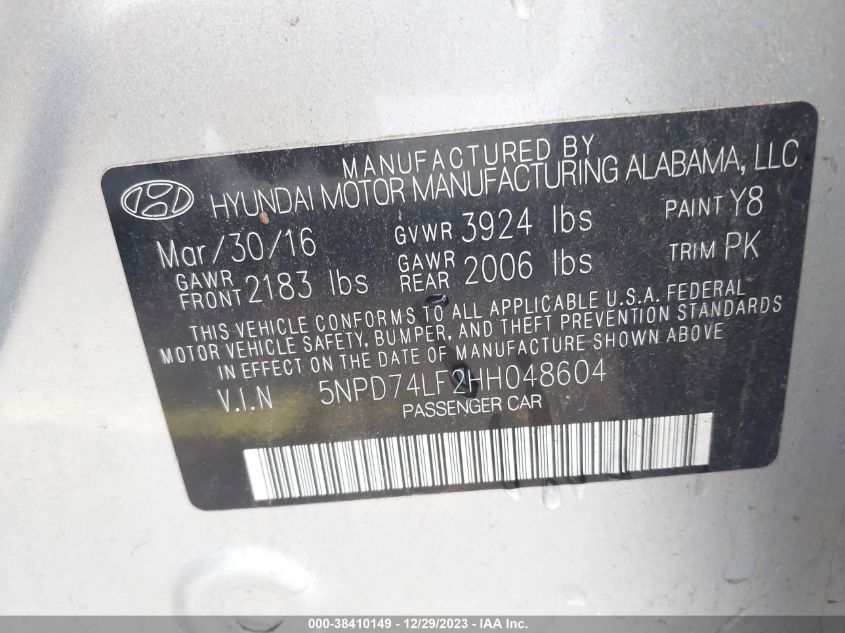 MANUFACTURED BY
HYUNDAI MOTOR MANUFACTURING ALABAMA, LLC
Mar/30/16 GVWR 3924 lbs PAINT Y8
GAWR FRONT 2183 lbs GAWR REAR 2006 lbs TRIM PK
THIS VEHICLE CONFORMS TO ALL APPLICABLE U.S.A. FEDERAL
MOTOR VEHICLE SAFETY, BUMPER, AND THEFT PREVENTION STANDARDS
IN EFFECT ON THE DATE OF MANUFACTURE SHOWN ABOVE
V.I.N 5NPD74LF2HH048604
PASSENGER CAR
000-38410149 - 12/29/2023 - IAA Inc.